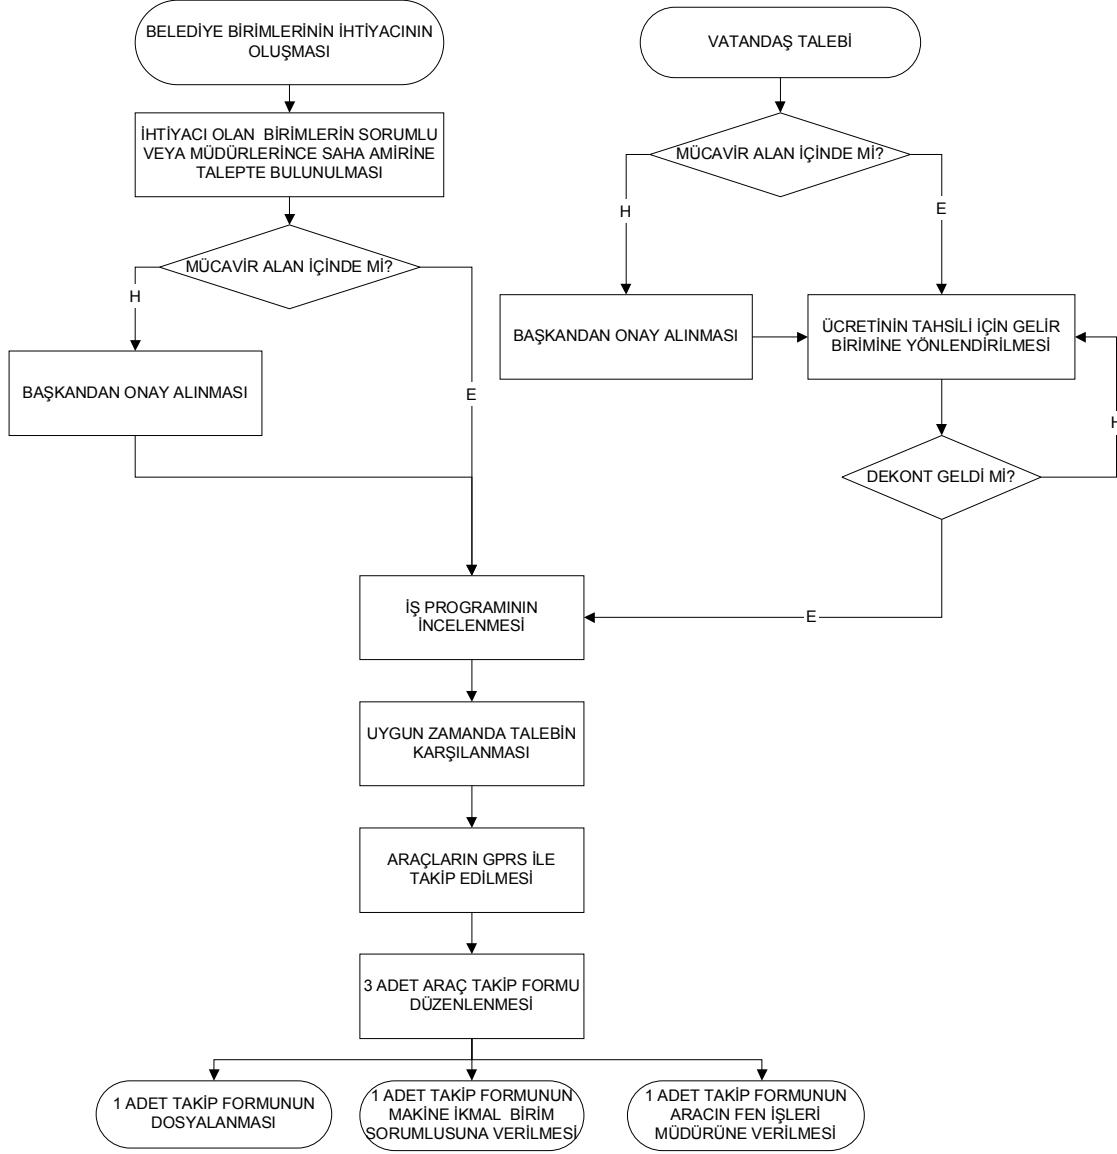 BELEDİYE BİRİMLERİNİN İHTİYACININ
OLUŞMASI
İHTİYACI OLAN BİRİMLERİN SORUMLU
VEYA MÜDÜRLERİNCE SAHA AMİRİNE
TALEPTE BULUNULMASI
MÜCAVİR ALAN İÇİNDE Mİ?
H
E
BAŞKANDAN ONAY ALINMASI
VATANDAŞ TALEBİ
MÜCAVİR ALAN İÇİNDE Mİ?
H
E
BAŞKANDAN ONAY ALINMASI
ÜCRETİNİN TAHSİLİ İÇİN GELİR
BİRİMİNE YÖNLENDİRİLMESİ
H
DEKONT GELDİ Mİ?
E
İŞ PROGRAMININ
İNCELENMESİ
UYGUN ZAMANDA TALEBİN
KARŞILANMASI
ARAÇLARIN GPRS İLE
TAKİP EDİLMESİ
3 ADET ARAÇ TAKİP FORMU
DÜZENLENMESİ
1 ADET TAKİP FORMUNUN
DOSYALANMASI
1 ADET TAKİP FORMUNUN
MAKİNE İKMAL BİRİM
SORUMLUSUNA VERİLMESİ
1 ADET TAKİP FORMUNUN
ARACIN FEN İŞLERİ
MÜDÜRÜNE VERİLMESİ